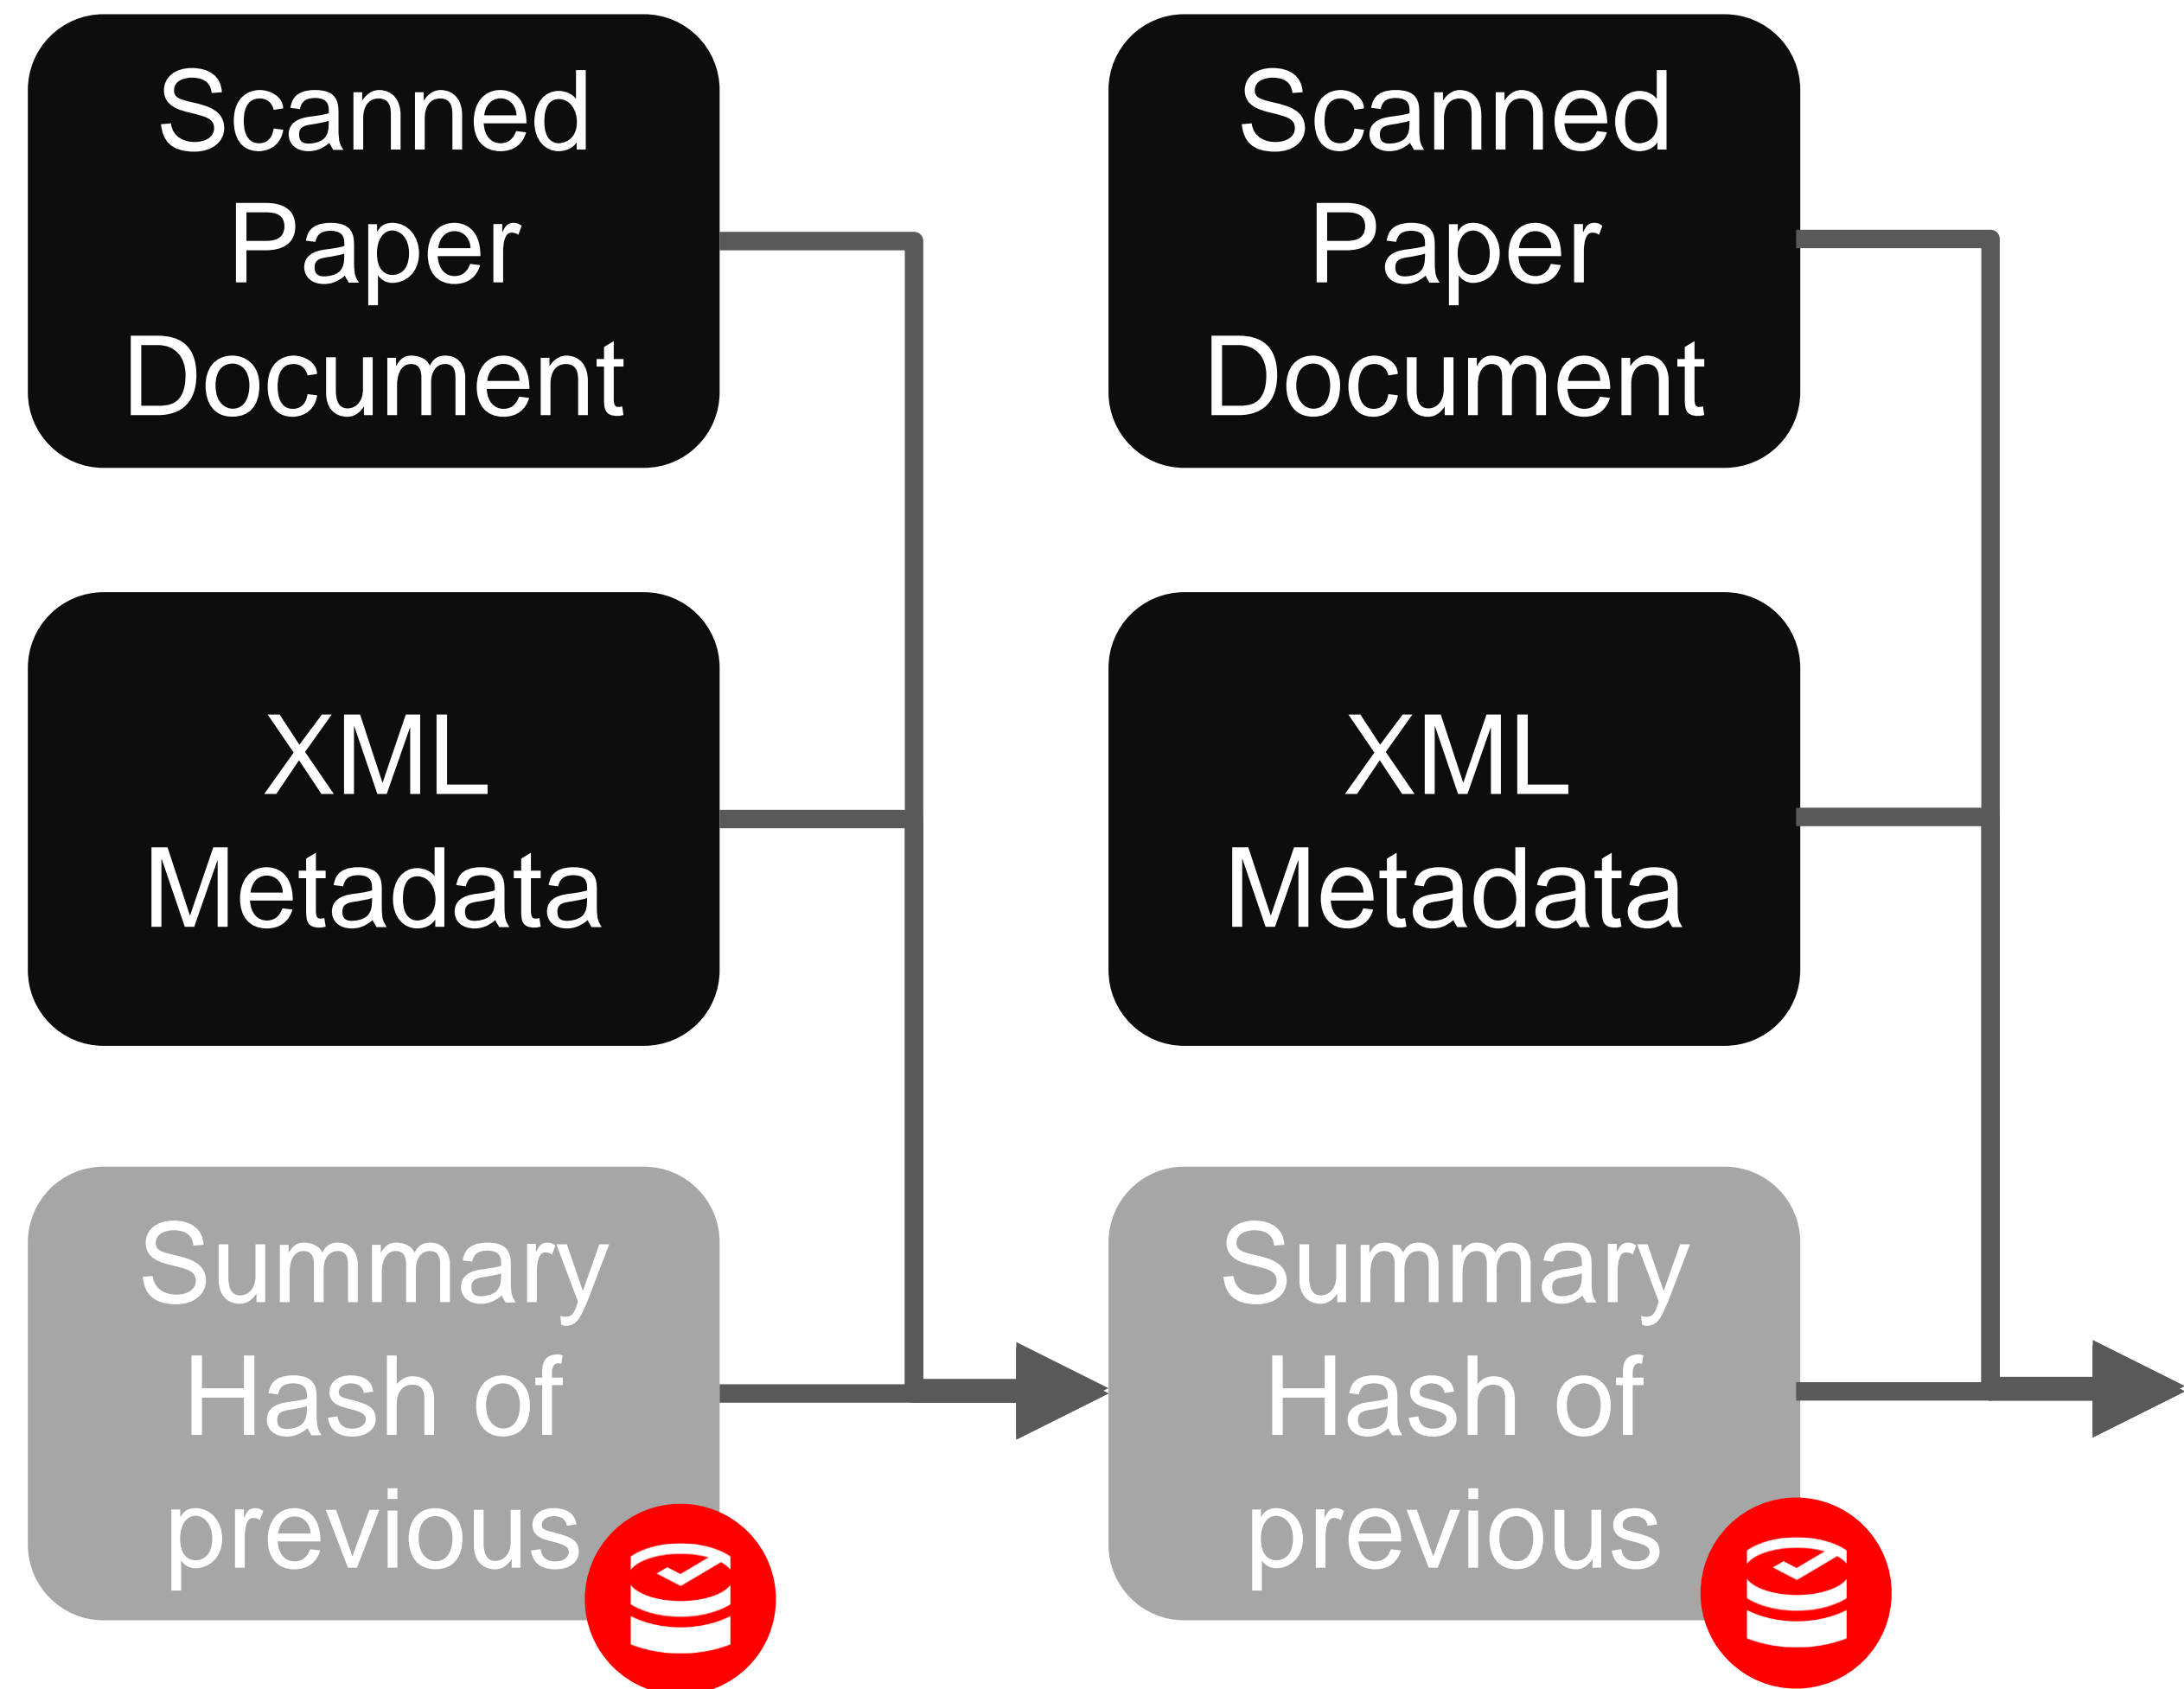 Scanned
Paper
Document
XML
Metadata
Summary
Hash of
previous
Scanned
Paper
Document
XML
Metadata
Summary
Hash of
previous